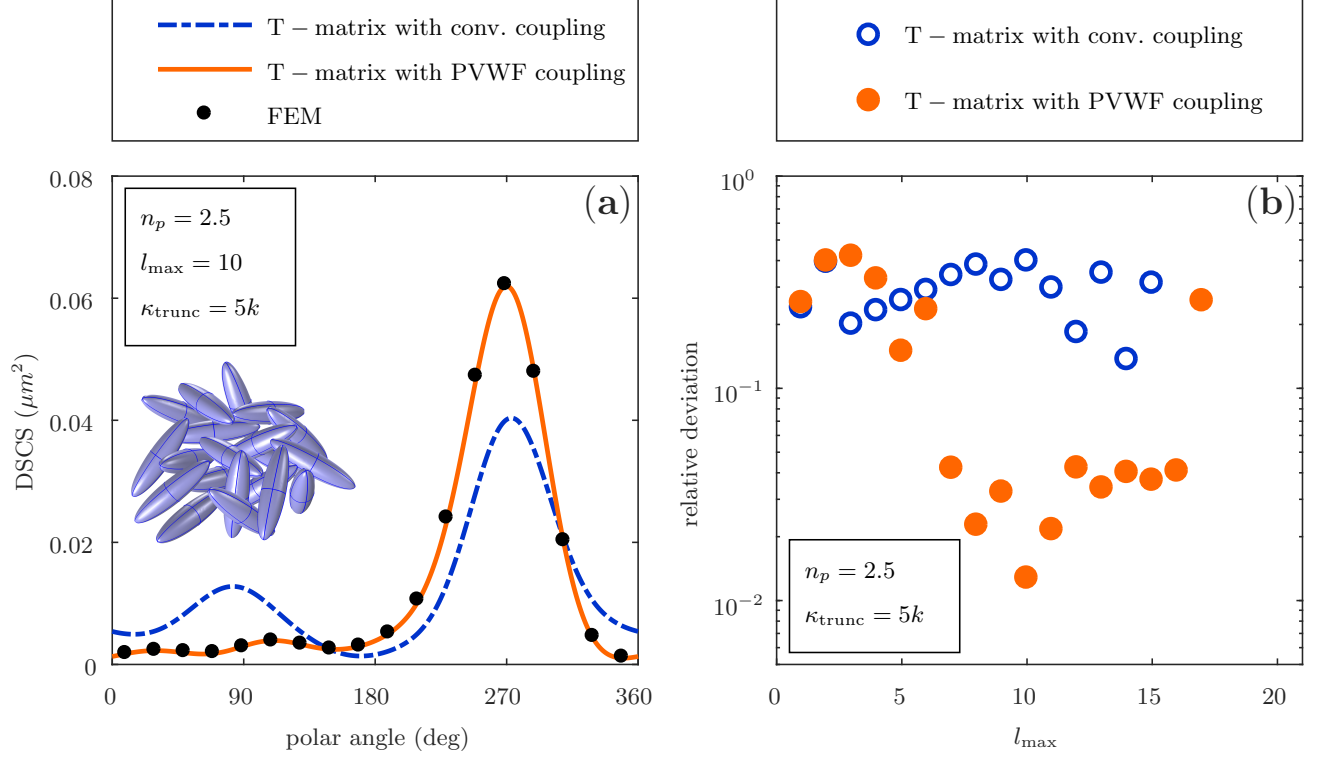 T − matrix with conv. coupling
T − matrix with PVWF coupling
FEM
(a)
n_p = 2.5
l_max = 10
κ_trunc = 5k
0.08
0.06
0.04
0.02
0
DSCS (μm²)
0 90 180 270 360
polar angle (deg)
T − matrix with conv. coupling
T − matrix with PVWF coupling
(b)
10⁰
10⁻¹
10⁻²
relative deviation
n_p = 2.5
κ_trunc = 5k
0 5 10 15 20
l_max